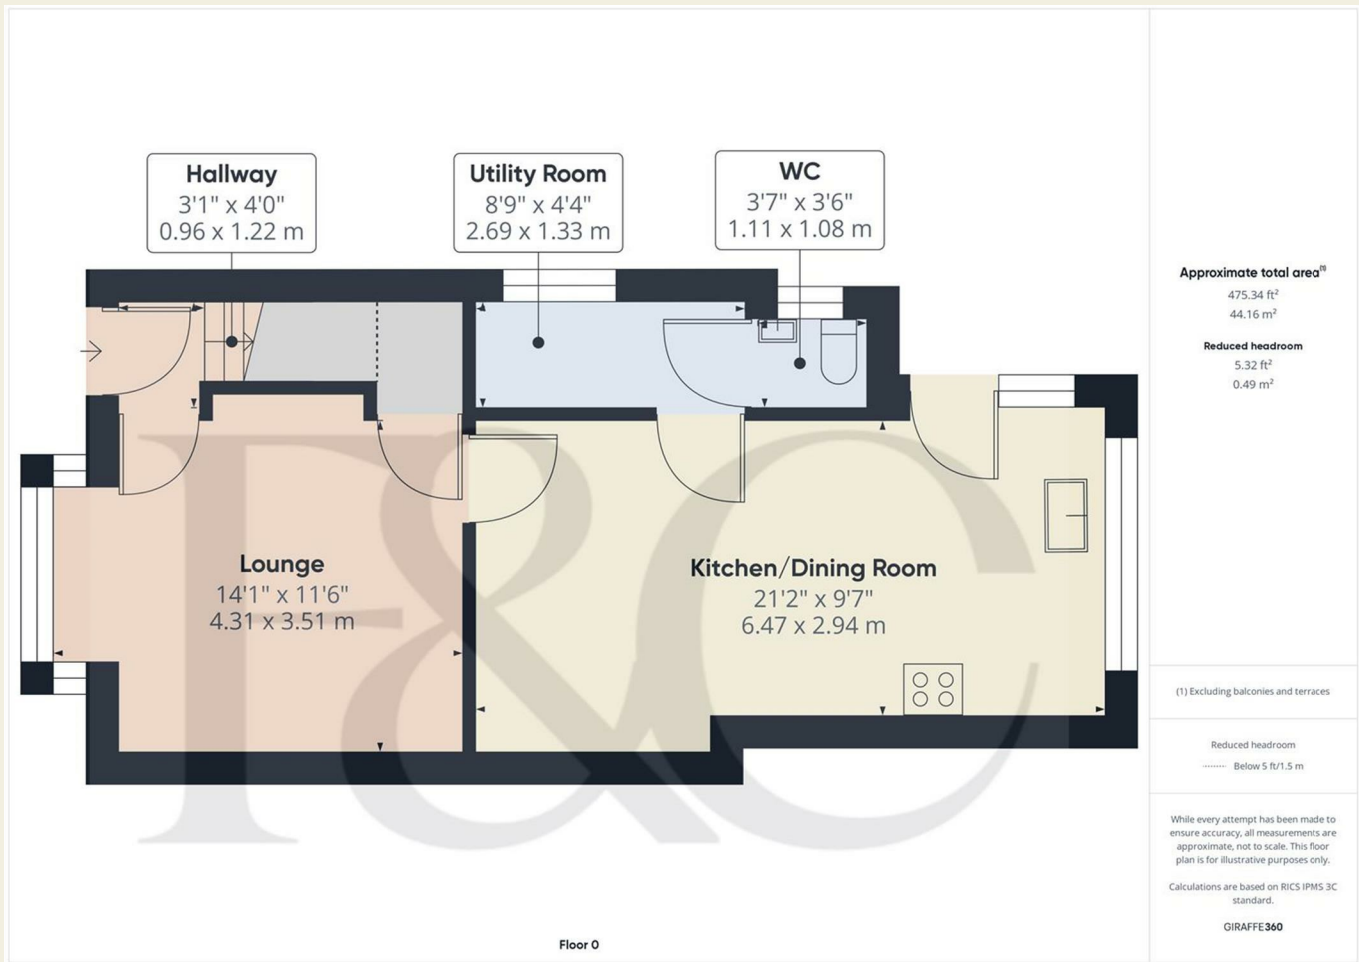 Hallway
3'1" x 4'0"
0.96 x 1.22 m
Utility Room
8'9" x 4'4"
2.69 x 1.33 m
WC
3'7" x 3'6"
1.11 x 1.08 m
Lounge
14'1" x 11'6"
4.31 x 3.51 m
Kitchen/Dining Room
21'2" x 9'7"
6.47 x 2.94 m
F&C
Floor 0
Approximate total area(1)
475.34 ft²
44.16 m²
Reduced headroom
5.32 ft²
0.49 m²
(1) Excluding balconies and terraces
Reduced headroom
Below 5 ft/1.5 m
While every attempt has been made to
ensure accuracy, all measurements are
approximate, not to scale. This floor
plan is for illustrative purposes only.
Calculations are based on RICS IPMS 3C
standard.
GIRAFFE360